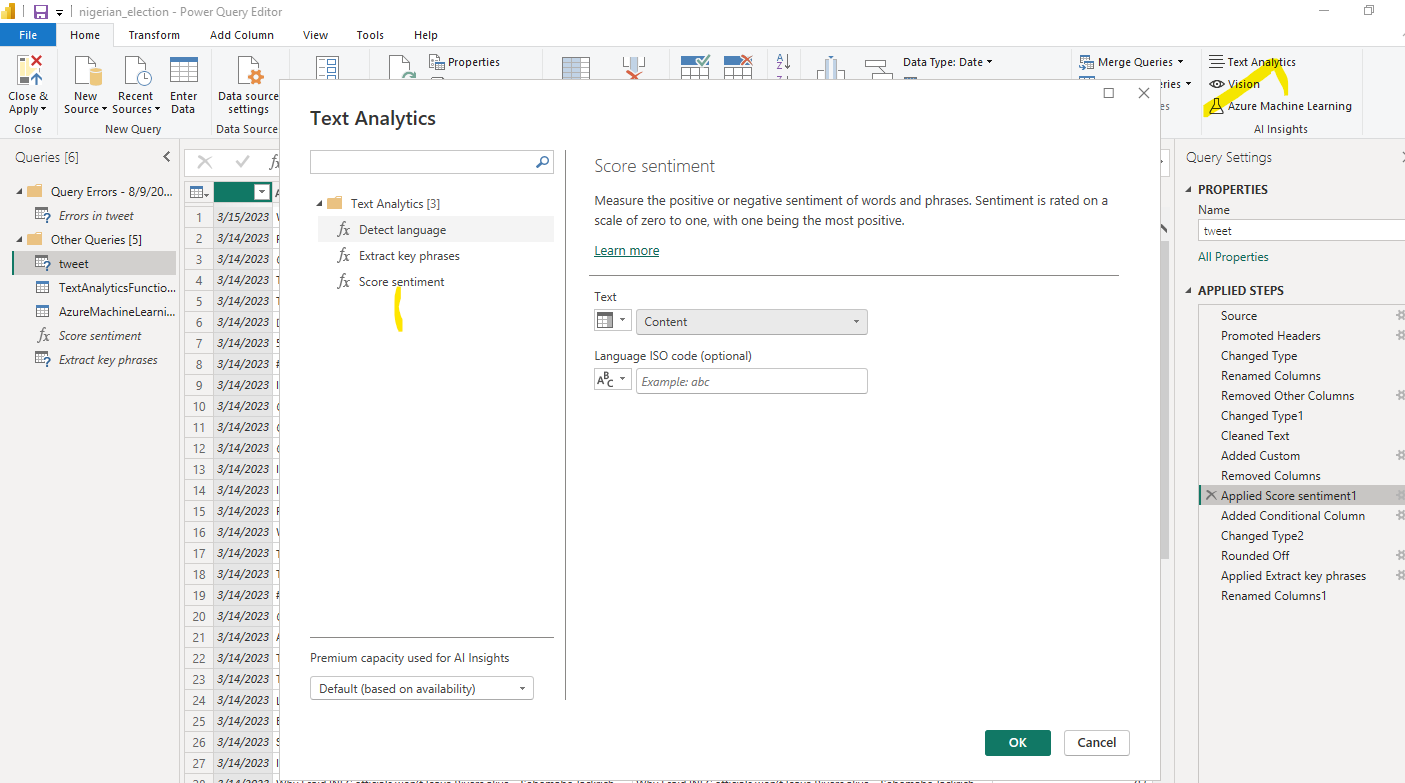 nigerian_election - Power Query Editor
File Home Transform Add Column View Tools Help
Close & Apply
New Source
Recent Sources
Enter Data
Data source settings
Properties
Data Type: Date
Merge Queries
Text Analytics
Vision
Azure Machine Learning
Close
New Query
Data Source
AI Insights
Queries [6]
Query Errors - 8/9/20...
Errors in tweet
Other Queries [5]
tweet
TextAnalyticsFunctio...
AzureMachineLearni...
Score sentiment
Extract key phrases
fx
1 3/15/2023
2 3/14/2023
3 3/14/2023
4 3/14/2023
5 3/14/2023
6 3/14/2023
7 3/14/2023
8 3/14/2023
9 3/14/2023
10 3/14/2023
11 3/14/2023
12 3/14/2023
13 3/14/2023
14 3/14/2023
15 3/14/2023
16 3/14/2023
17 3/14/2023
18 3/14/2023
19 3/14/2023
20 3/14/2023
21 3/14/2023
22 3/14/2023
23 3/14/2023
24 3/14/2023
25 3/14/2023
26 3/14/2023
27 3/14/2023
Text Analytics
Text Analytics [3]
fx Detect language
fx Extract key phrases
fx Score sentiment
Premium capacity used for AI Insights
Default (based on availability)
Score sentiment
Measure the positive or negative sentiment of words and phrases. Sentiment is rated on a
scale of zero to one, with one being the most positive.
Learn more
Text
Content
Language ISO code (optional)
ABC Example: abc
OK Cancel
Query Settings
PROPERTIES
Name
tweet
All Properties
APPLIED STEPS
Source
Promoted Headers
Changed Type
Renamed Columns
Removed Other Columns
Changed Type1
Cleaned Text
Added Custom
Removed Columns
Applied Score sentiment1
Added Conditional Column
Changed Type2
Rounded Off
Applied Extract key phrases
Renamed Columns1